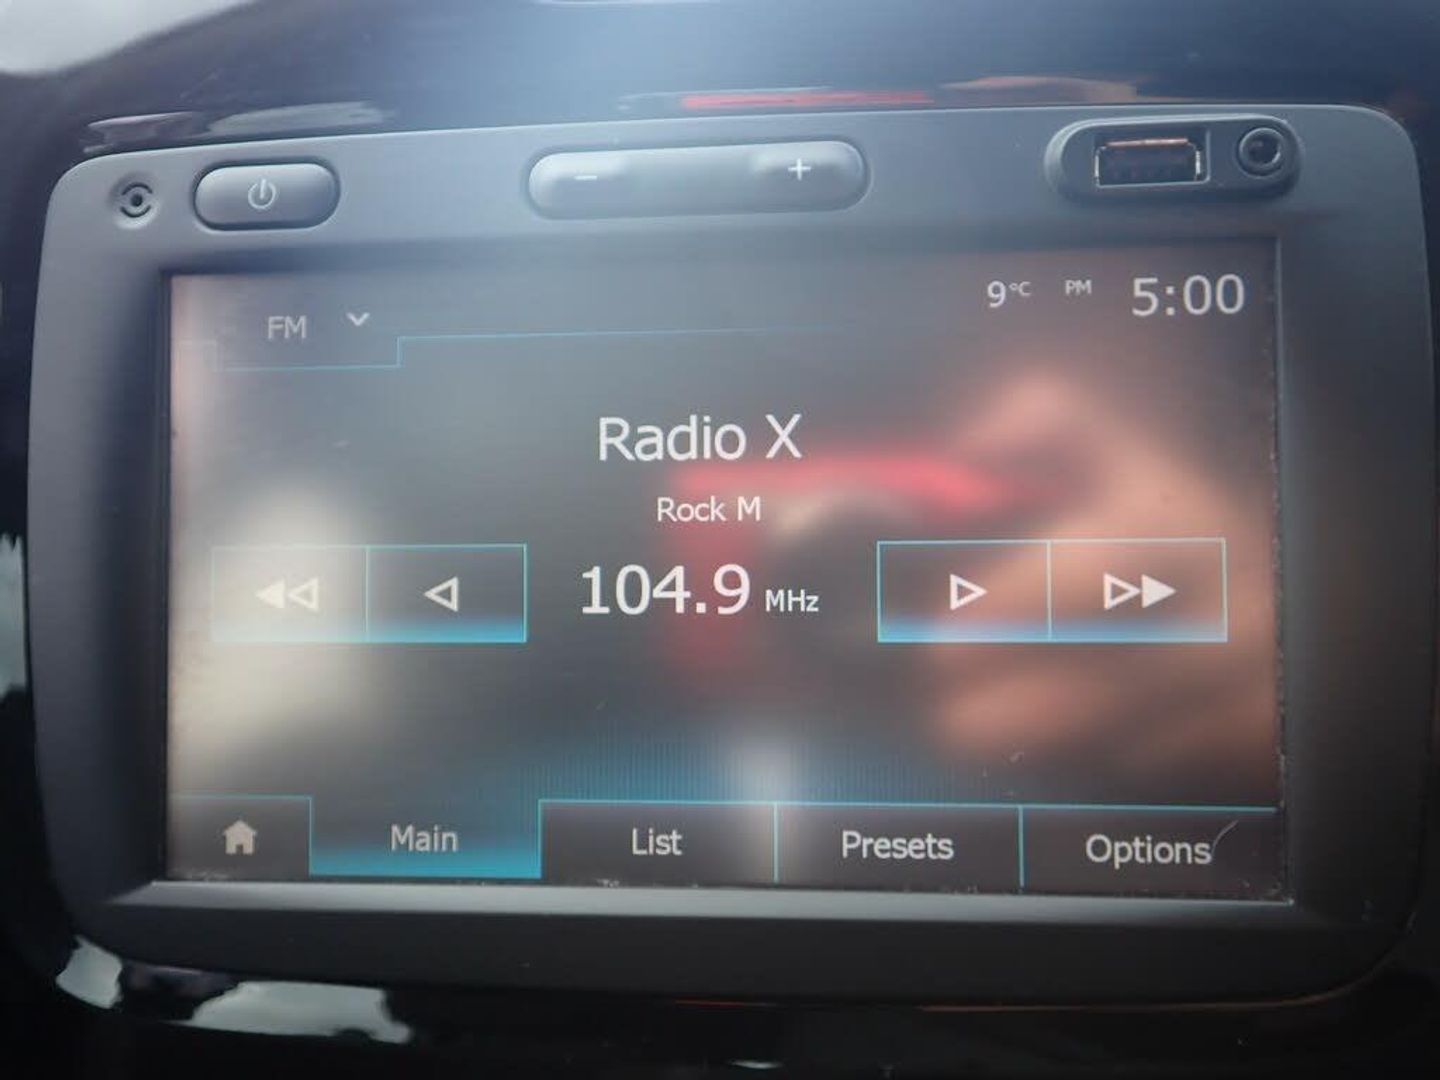 FM
9°C PM 5:00
Radio X
Rock M
104.9 MHz
Main List Presets Options